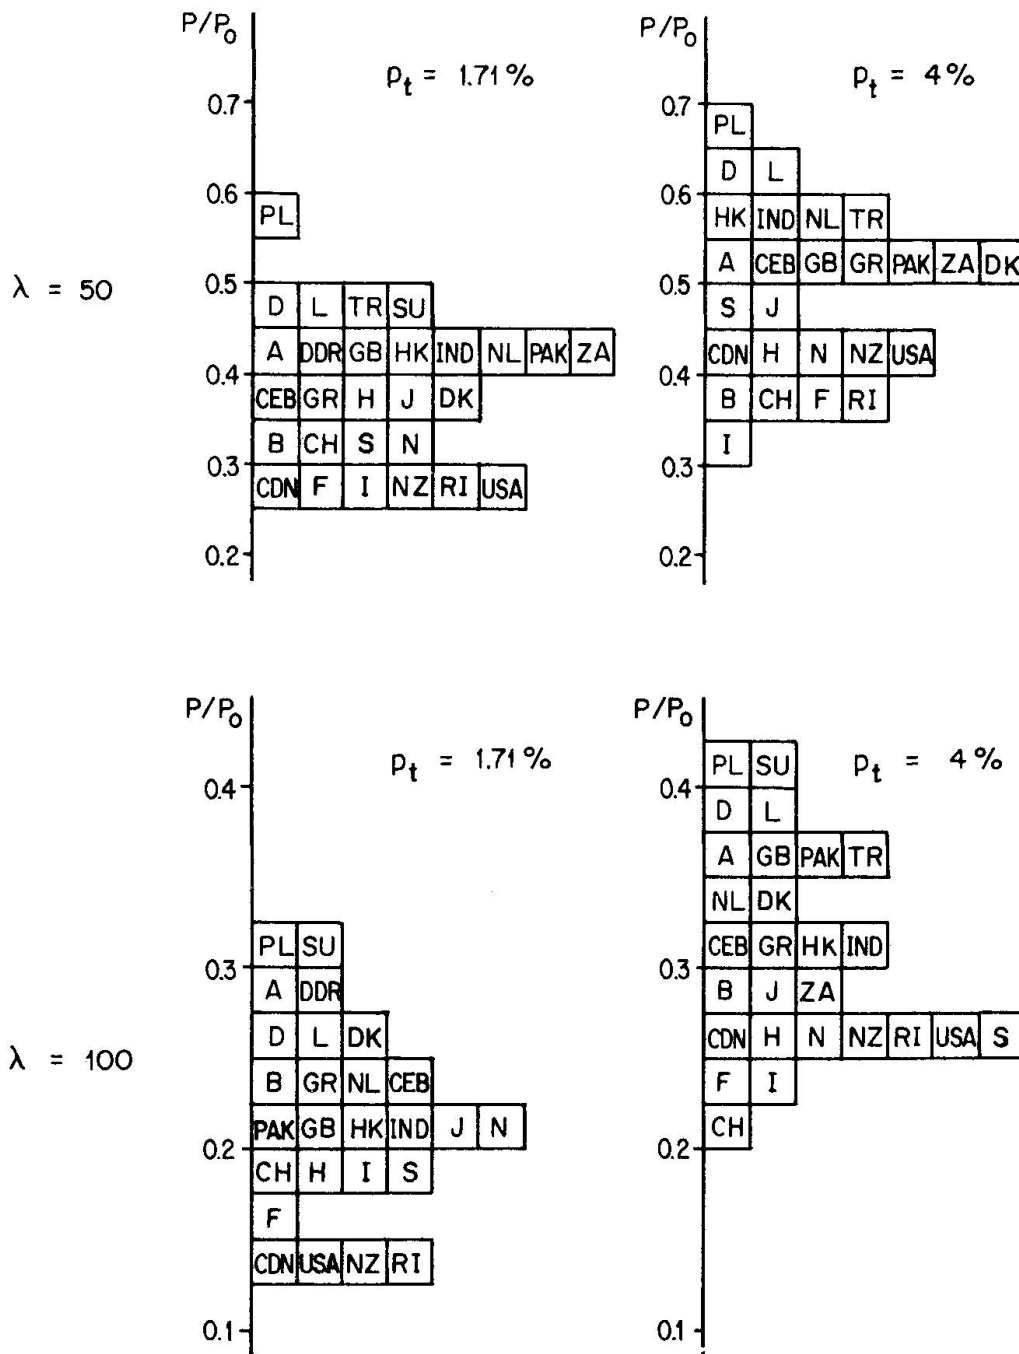 P/P0
pt = 1.71 %
0.7
0.6
PL
λ = 50
0.5
D L TR SU
A DDR GB HK IND NL PAK ZA
0.4
CEB GR H J DK
B CH S N
0.3
CDN F I NZ RI USA
0.2
P/P0
pt = 4 %
0.7
PL
D L
0.6
HK IND NL TR
A CEB GB GR PAK ZA DK
0.5
S J
CDN H N NZ USA
0.4
B CH F RI
I
0.3
0.2
P/P0
pt = 1.71 %
0.4
PL SU
0.3
A DDR
D L DK
λ = 100
B GR NL CEB
PAK GB HK IND J N
0.2
CH H I S
F
CDN USA NZ RI
0.1
P/P0
pt = 4 %
PL SU
0.4
D L
A GB PAK TR
NL DK
CEB GR HK IND
0.3
B J ZA
CDN H N NZ RI USA S
F I
CH
0.2
0.1